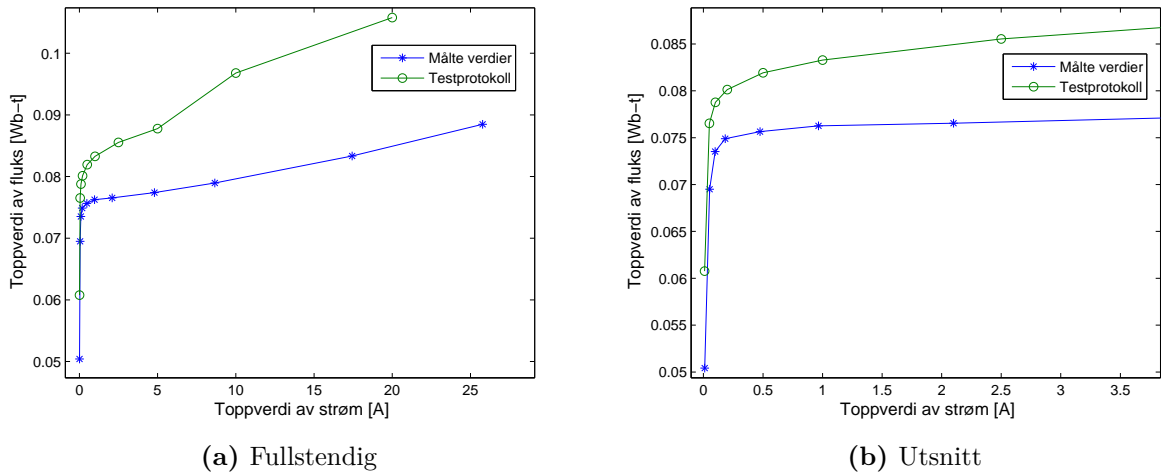 Toppverdi av fluks [Wb−t]
0.1
0.09
0.08
0.07
0.06
0.05
Målte verdier
Testprotokoll
0 5 10 15 20 25
Toppverdi av strøm [A]
(a) Fullstendig
Toppverdi av fluks [Wb−t]
0.085
0.08
0.075
0.07
0.065
0.06
0.055
0.05
Målte verdier
Testprotokoll
0 0.5 1 1.5 2 2.5 3 3.5
Toppverdi av strøm [A]
(b) Utsnitt